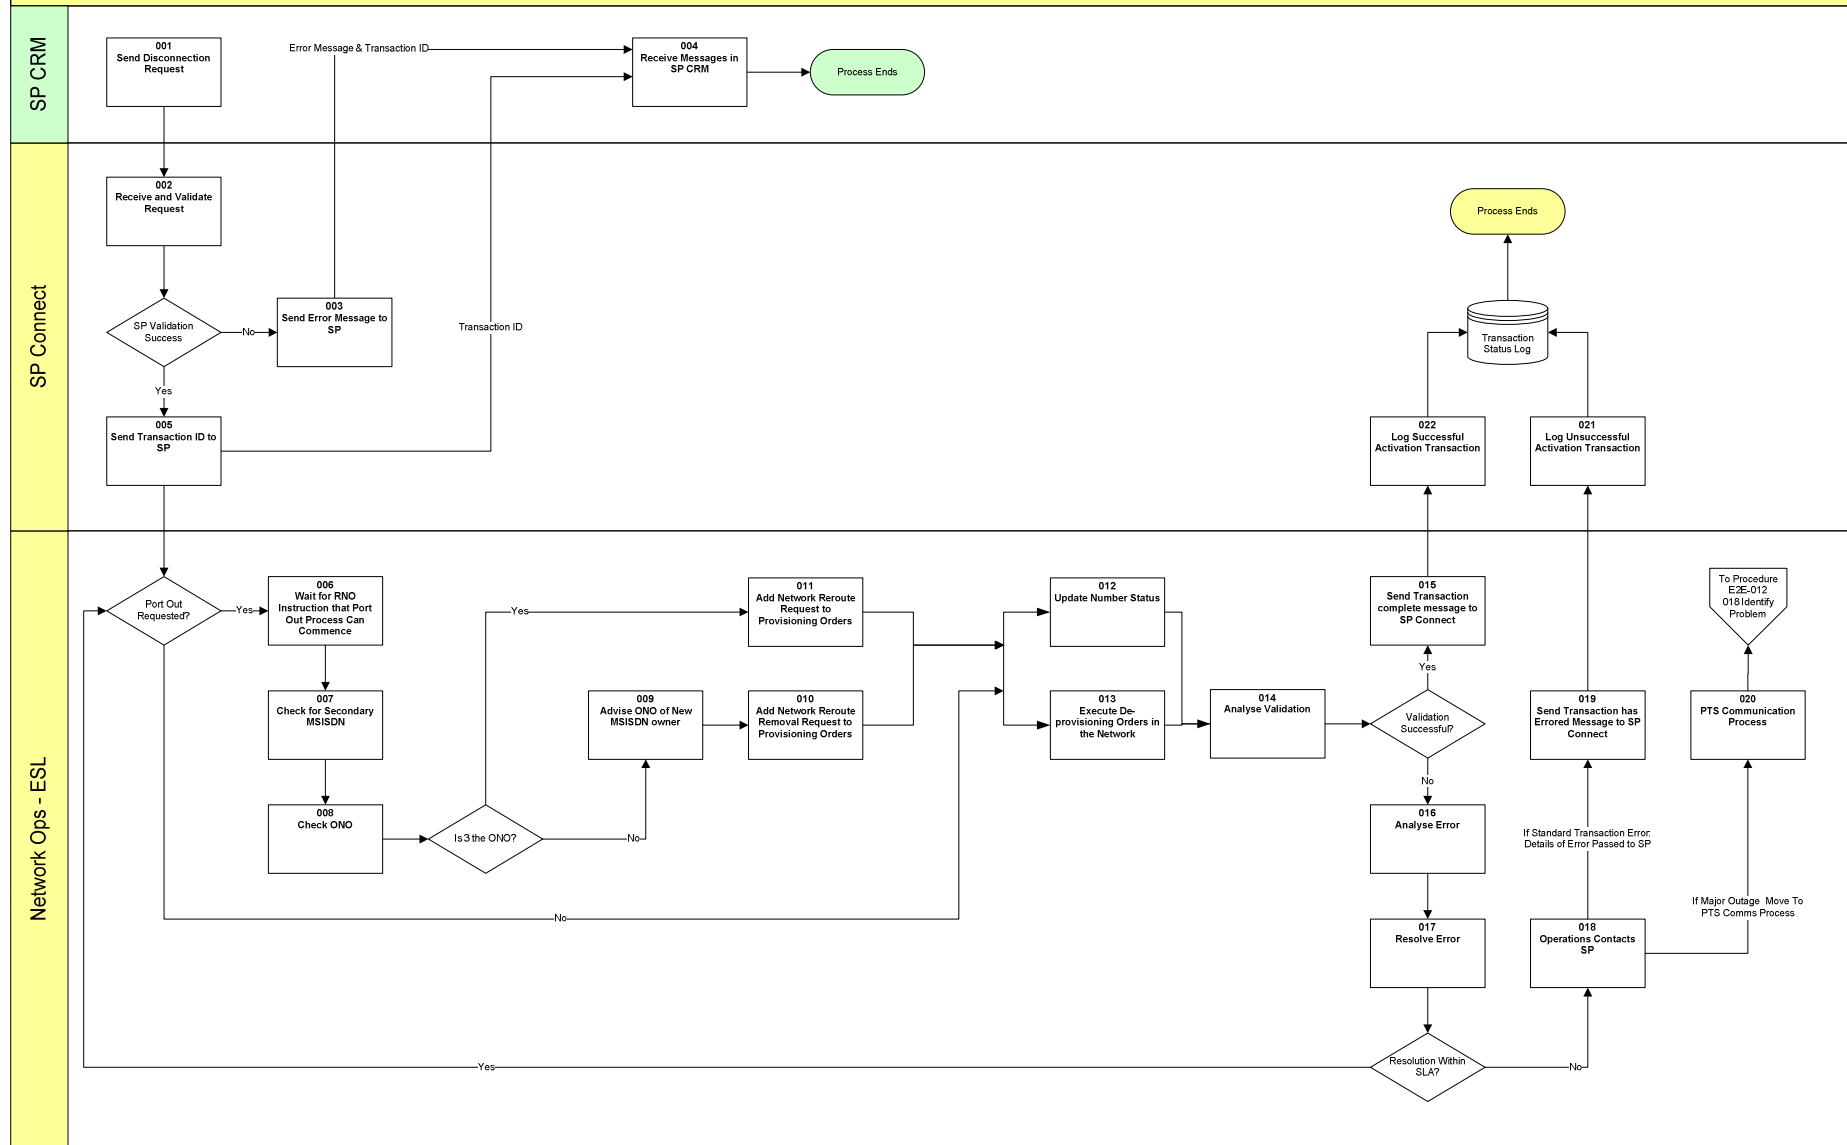 SP CRM
001
Send Disconnection
Request
Error Message & Transaction ID
004
Receive Messages in
SP CRM
Process Ends
SP Connect
002
Receive and Validate
Request
SP Validation
Success
No
003
Send Error Message to
SP
Yes
005
Send Transaction ID to
SP
Transaction ID
Process Ends
Transaction
Status Log
022
Log Successful
Activation Transaction
021
Log Unsuccessful
Activation Transaction
Network Ops - ESL
Port Out
Requested?
Yes
006
Wait for RNO
Instruction that Port
Out Process Can
Commence
007
Check for Secondary
MSISDN
008
Check ONO
Is 3 the ONO?
Yes
No
009
Advise ONO of New
MSISDN owner
011
Add Network Reroute
Request to
Provisioning Orders
010
Add Network Reroute
Removal Request to
Provisioning Orders
No
012
Update Number Status
013
Execute De-
provisioning Orders in
the Network
014
Analyse Validation
015
Send Transaction
complete message to
SP Connect
Yes
Validation
Successful?
No
016
Analyse Error
017
Resolve Error
Resolution Within
SLA?
Yes
No
018
Operations Contacts
SP
If Standard Transaction Error:
Details of Error Passed to SP
019
Send Transaction has
Errored Message to SP
Connect
If Major Outage  Move To
PTS Comms Process
020
PTS Communication
Process
To Procedure
E2E-012
018 Identify
Problem